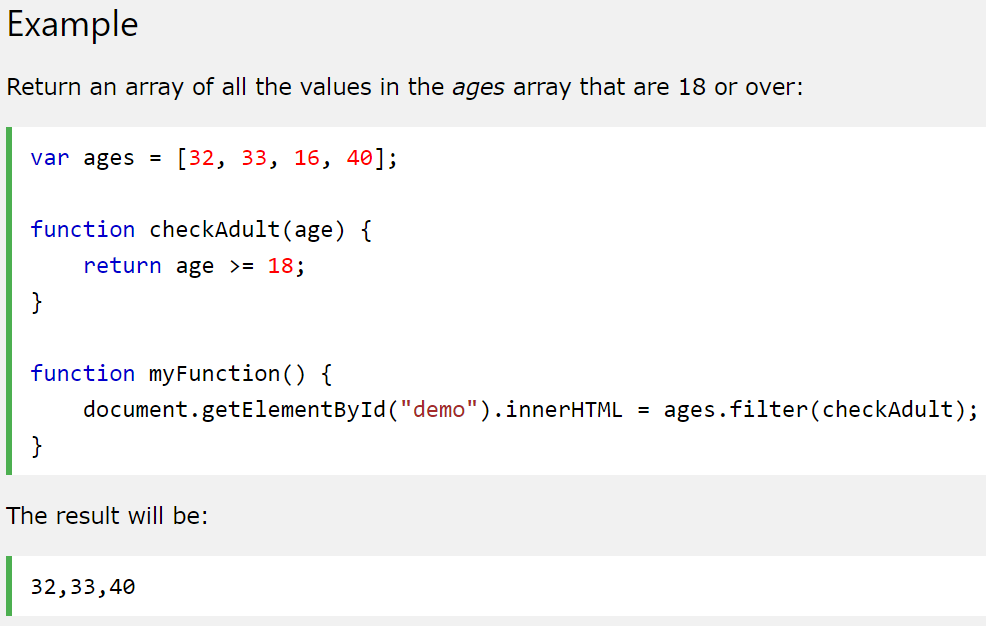 Example
Return an array of all the values in the ages array that are 18 or over:
var ages = [32, 33, 16, 40];
function checkAdult(age) {
    return age >= 18;
}
function myFunction() {
    document.getElementById("demo").innerHTML = ages.filter(checkAdult);
}
The result will be:
32,33,40